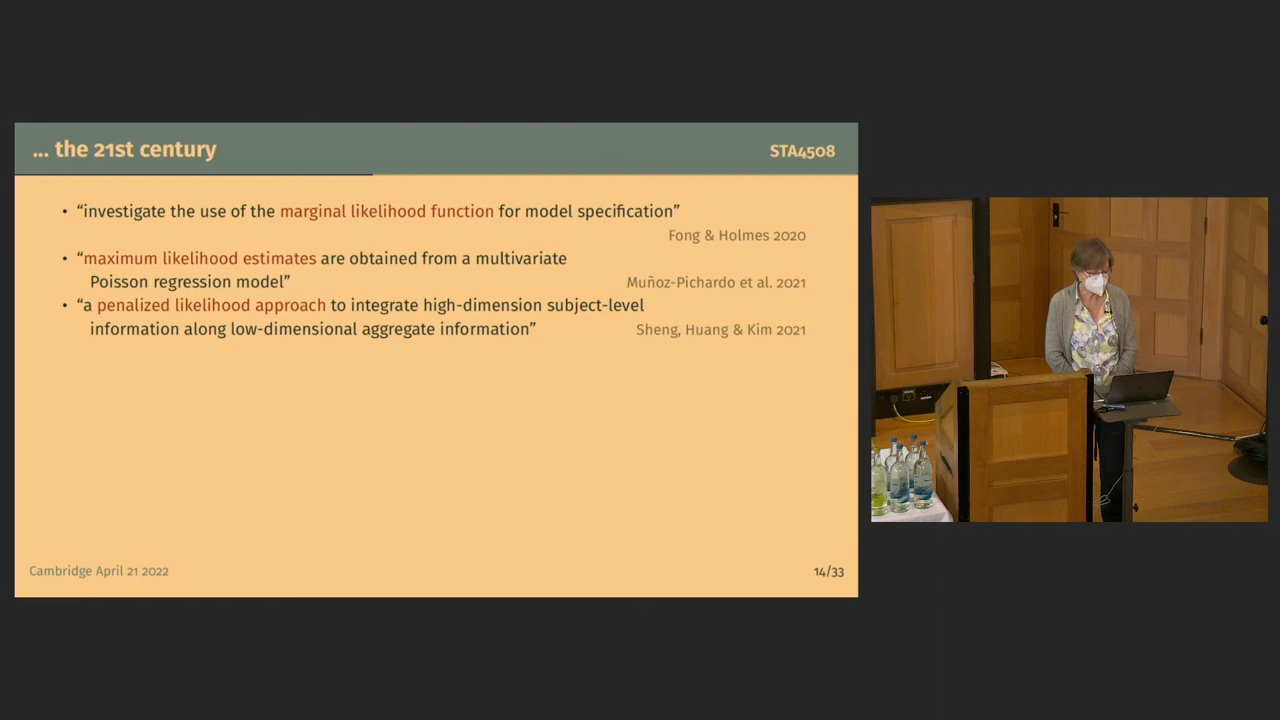 ... the 21st century
STA4508
• “investigate the use of the marginal likelihood function for model specification”
Fong & Holmes 2020
• “maximum likelihood estimates are obtained from a multivariate
Poisson regression model”
Muñoz-Pichardo et al. 2021
• “a penalized likelihood approach to integrate high-dimension subject-level
information along low-dimensional aggregate information”
Sheng, Huang & Kim 2021
Cambridge April 21 2022
14/33